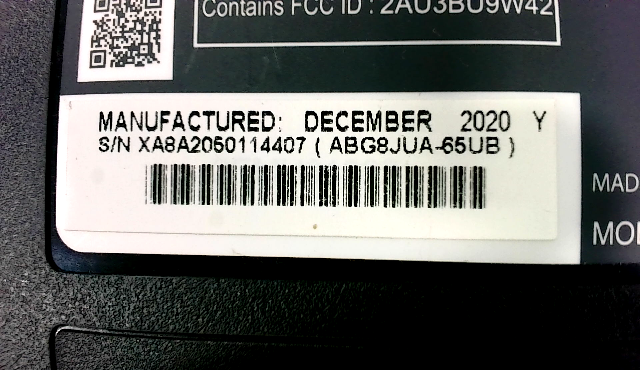 Contains FCC ID : 2AU3BU9W42
MANUFACTURED: DECEMBER 2020 Y
S/N XA8A2050114407 ( ABG8JUA-65UB )
MAD
MO